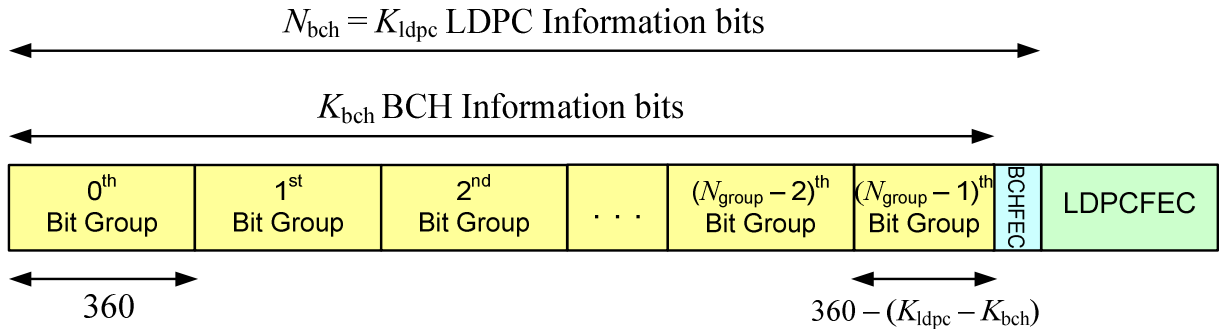 N_bch = K_ldpc LDPC Information bits
K_bch BCH Information bits
0th
Bit Group
1st
Bit Group
2nd
Bit Group
. . .
(N_group – 2)th
Bit Group
(N_group – 1)th
Bit Group
BCHFEC
LDPCFEC
360
360 – (K_ldpc – K_bch)